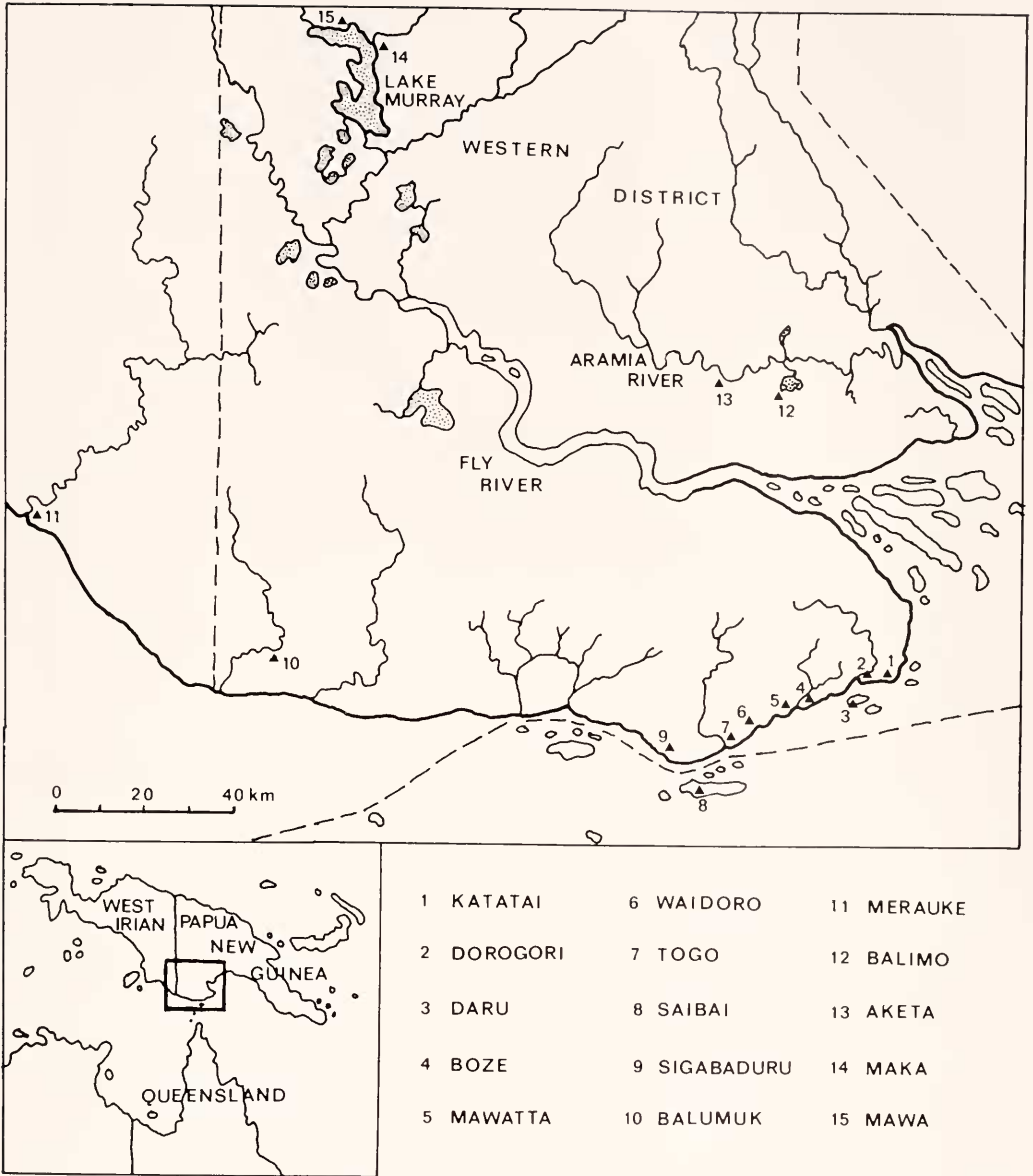 15
14
LAKE
MURRAY
WESTERN
DISTRICT
ARAMIA
RIVER
13
12
FLY
RIVER
11
10
2
1
4
3
5
6
7
9
8
0 20 40 km
WEST
IRIAN
PAPUA
NEW
GUINEA
QUEENSLAND
1 KATATAI
2 DOROGORI
3 DARU
4 BOZE
5 MAWATTA
6 WAIDORO
7 TOGO
8 SAIBAI
9 SIGABADURU
10 BALUMUK
11 MERAUKE
12 BALIMO
13 AKETA
14 MAKA
15 MAWA